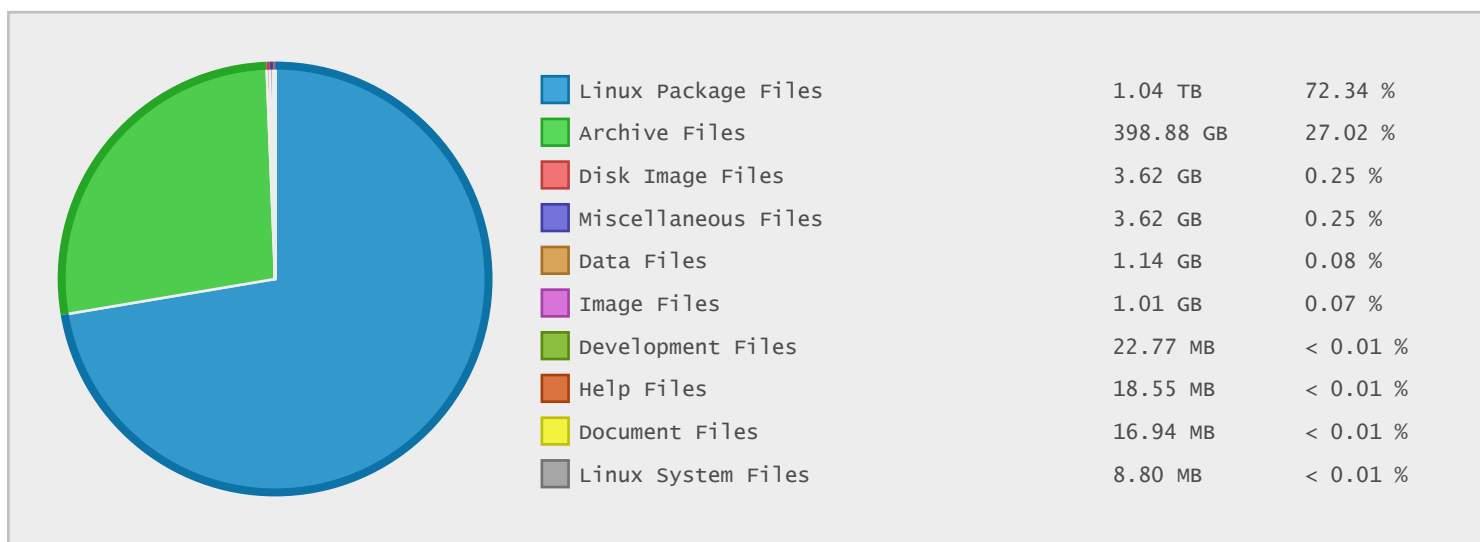 Linux Package Files 1.04 TB 72.34 %
Archive Files 398.88 GB 27.02 %
Disk Image Files 3.62 GB 0.25 %
Miscellaneous Files 3.62 GB 0.25 %
Data Files 1.14 GB 0.08 %
Image Files 1.01 GB 0.07 %
Development Files 22.77 MB < 0.01 %
Help Files 18.55 MB < 0.01 %
Document Files 16.94 MB < 0.01 %
Linux System Files 8.80 MB < 0.01 %